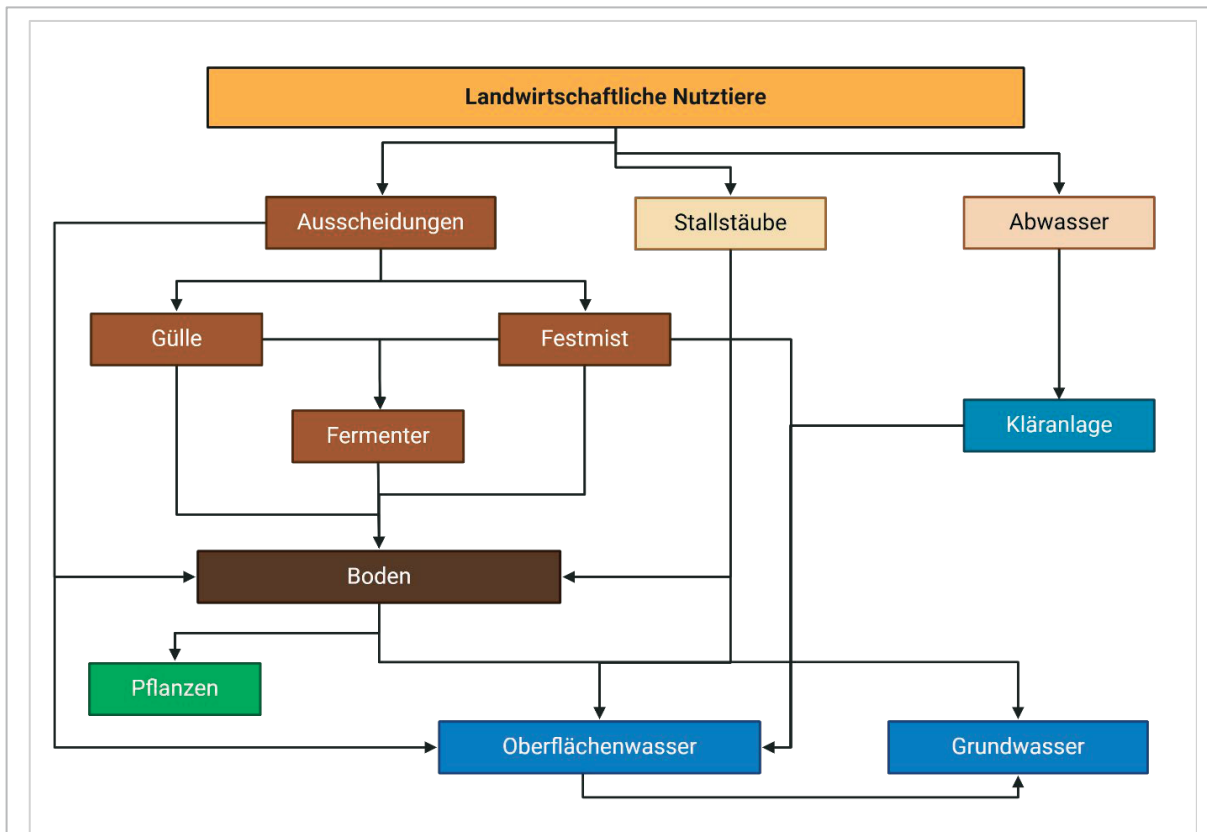 Landwirtschaftliche Nutztiere
Ausscheidungen
Stallstäube
Abwasser
Gülle
Festmist
Fermenter
Kläranlage
Boden
Pflanzen
Oberflächenwasser
Grundwasser